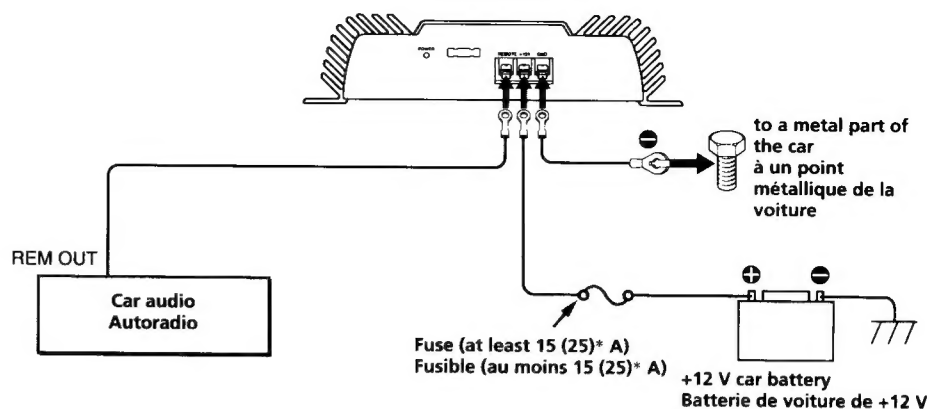 POWER
REMOTE +12V GND
to a metal part of
the car
à un point
métallique de la
voiture
REM OUT
Car audio
Autoradio
Fuse (at least 15 (25)* A)
Fusible (au moins 15 (25)* A)
+12 V car battery
Batterie de voiture de +12 V